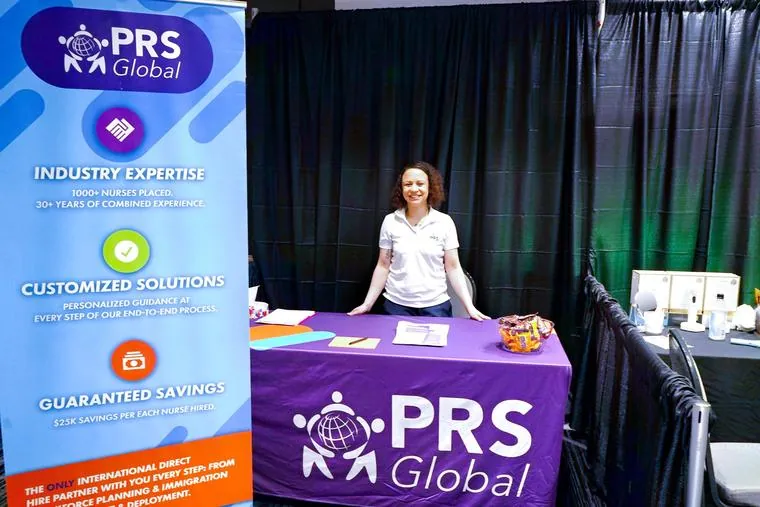 PRS
Global
INDUSTRY EXPERTISE
1000+ NURSES PLACED.
30+ YEARS OF COMBINED EXPERIENCE.
CUSTOMIZED SOLUTIONS
PERSONALIZED GUIDANCE AT
EVERY STEP OF OUR END-TO-END PROCESS.
GUARANTEED SAVINGS
$25K SAVINGS PER EACH NURSE HIRED.
THE ONLY INTERNATIONAL DIRECT
HIRE PARTNER WITH YOU EVERY STEP: FROM
PLANNING & IMMIGRATION
& DEPLOYMENT.
PRS
Global